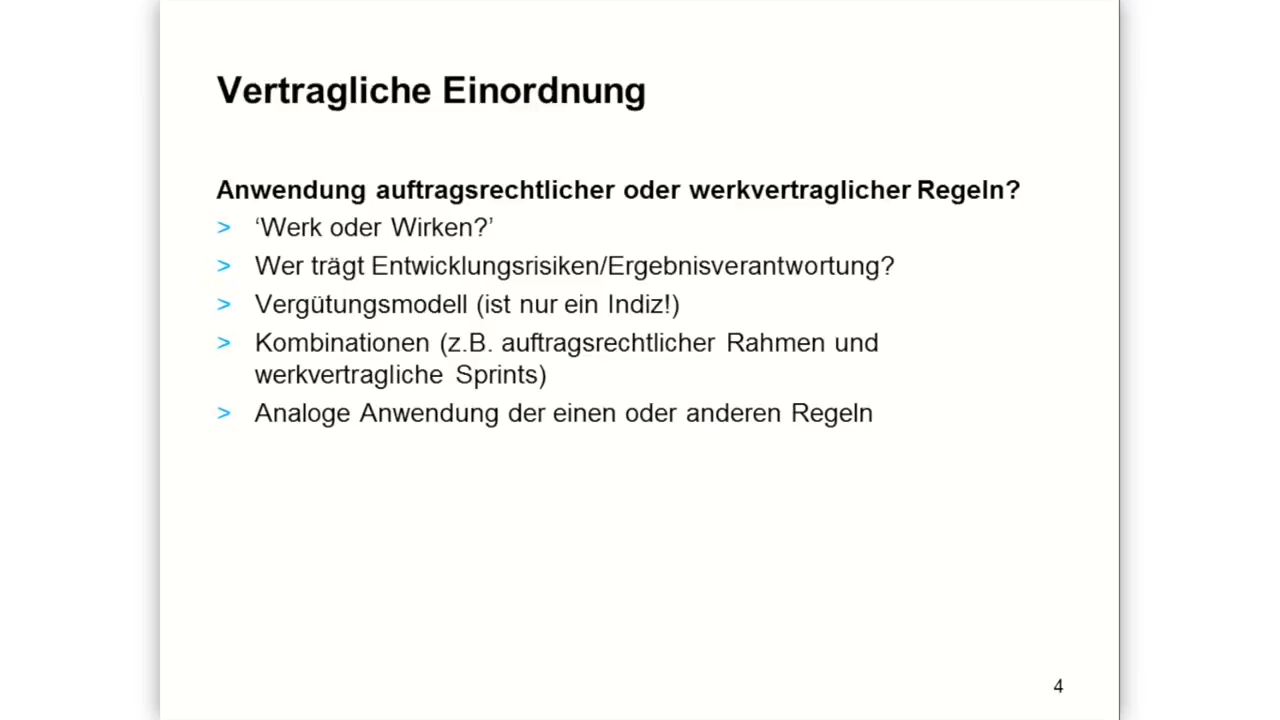 Vertragliche Einordnung
Anwendung auftragsrechtlicher oder werkvertraglicher Regeln?
> ‘Werk oder Wirken?’
> Wer trägt Entwicklungsrisiken/Ergebnisverantwortung?
> Vergütungsmodell (ist nur ein Indiz!)
> Kombinationen (z.B. auftragsrechtlicher Rahmen und
werkvertragliche Sprints)
> Analoge Anwendung der einen oder anderen Regeln
4